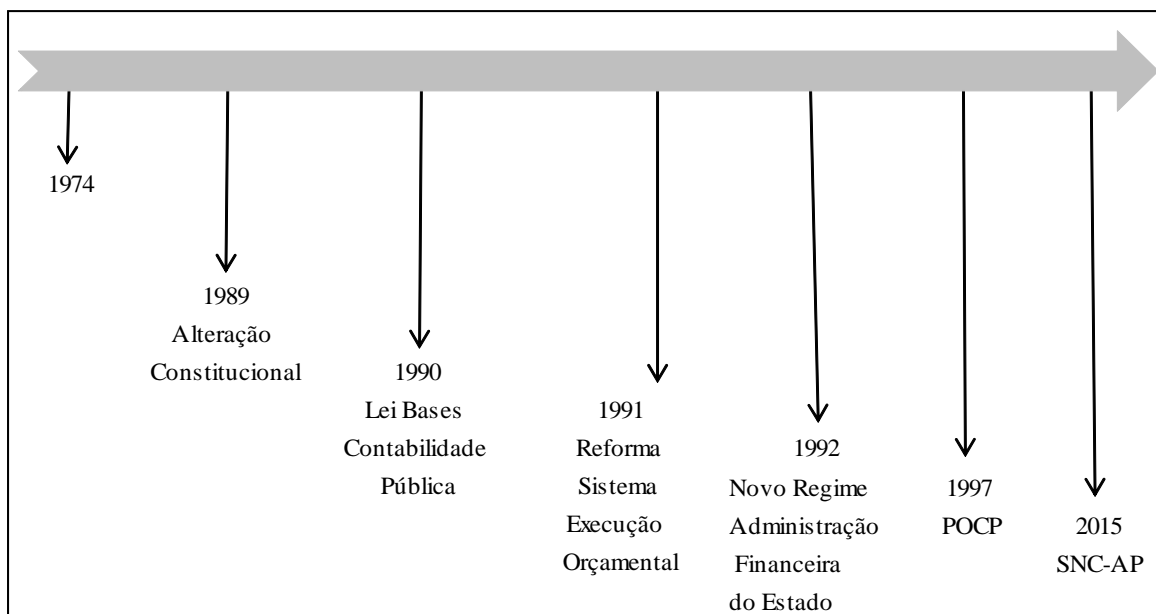 1974
1989
Alteração
Constitucional
1990
Lei Bases
Contabilidade
Pública
1991
Reforma
Sistema
Execução
Orçamental
1992
Novo Regime
Administração
Financeira
do Estado
1997
POCP
2015
SNC-AP